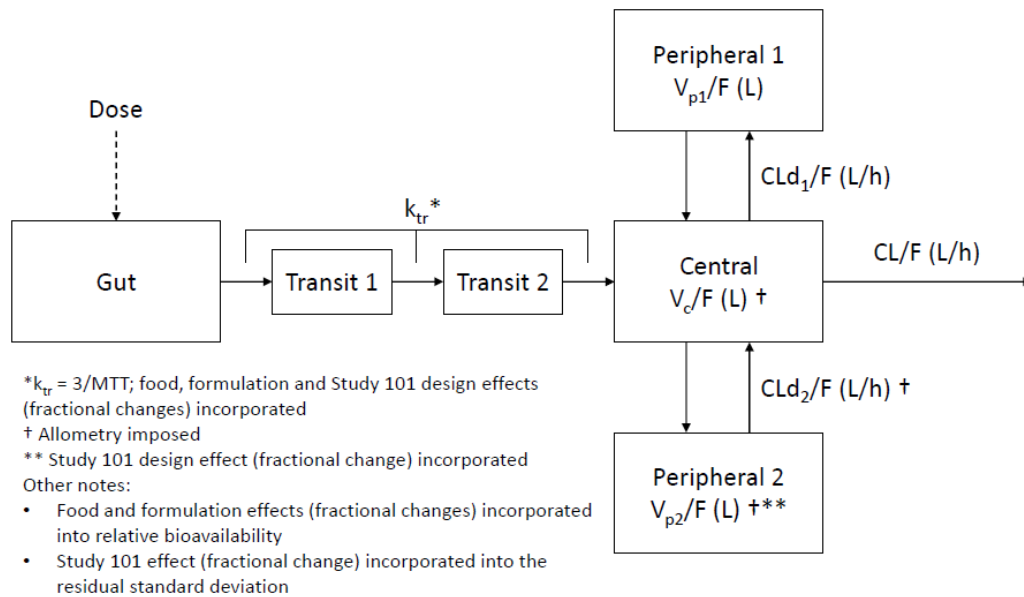 Peripheral 1
Vp1/F (L)
Dose
CLd1/F (L/h)
ktr*
Gut
Transit 1
Transit 2
Central
Vc/F (L) †
CL/F (L/h)
*ktr = 3/MTT; food, formulation and Study 101 design effects
(fractional changes) incorporated
† Allometry imposed
** Study 101 design effect (fractional change) incorporated
Other notes:
• Food and formulation effects (fractional changes) incorporated
into relative bioavailability
• Study 101 effect (fractional change) incorporated into the
residual standard deviation
CLd2/F (L/h) †
Peripheral 2
Vp2/F (L) †**